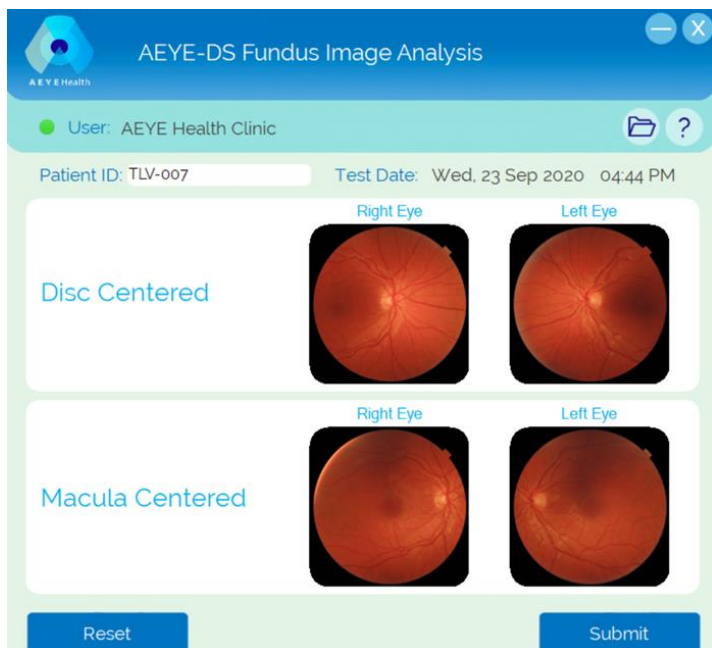 AEYE-DS Fundus Image Analysis
AEYE Health
User: AEYE Health Clinic
?
Patient ID: TLV-007 Test Date: Wed, 23 Sep 2020 04:44 PM
Right Eye Left Eye
Disc Centered
Right Eye Left Eye
Macula Centered
Reset Submit